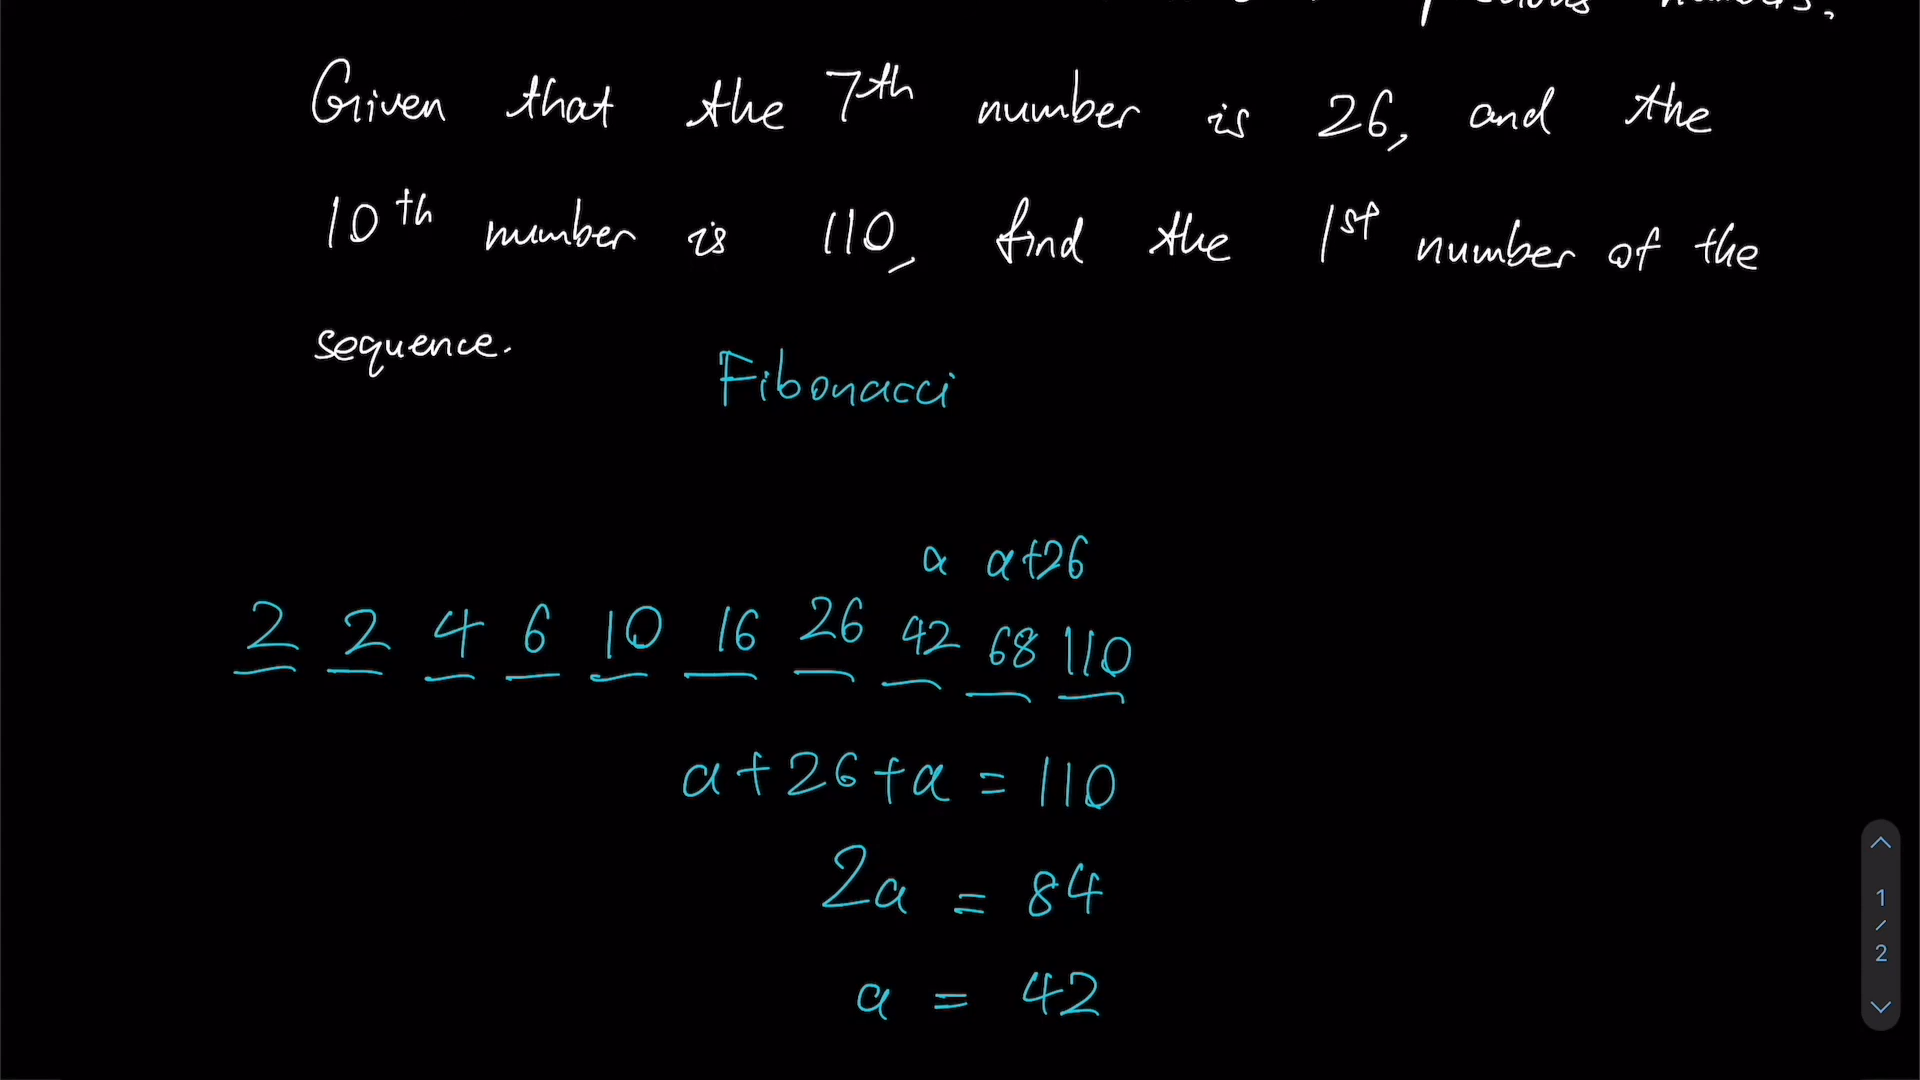 Given that the 7th number is 26, and the
10th number is 110, find the 1st number of the
sequence.
Fibonacci
a a+26
2 2 4 6 10 16 26 42 68 110
a+26+a = 110
2a = 84
a = 42
1
/
2